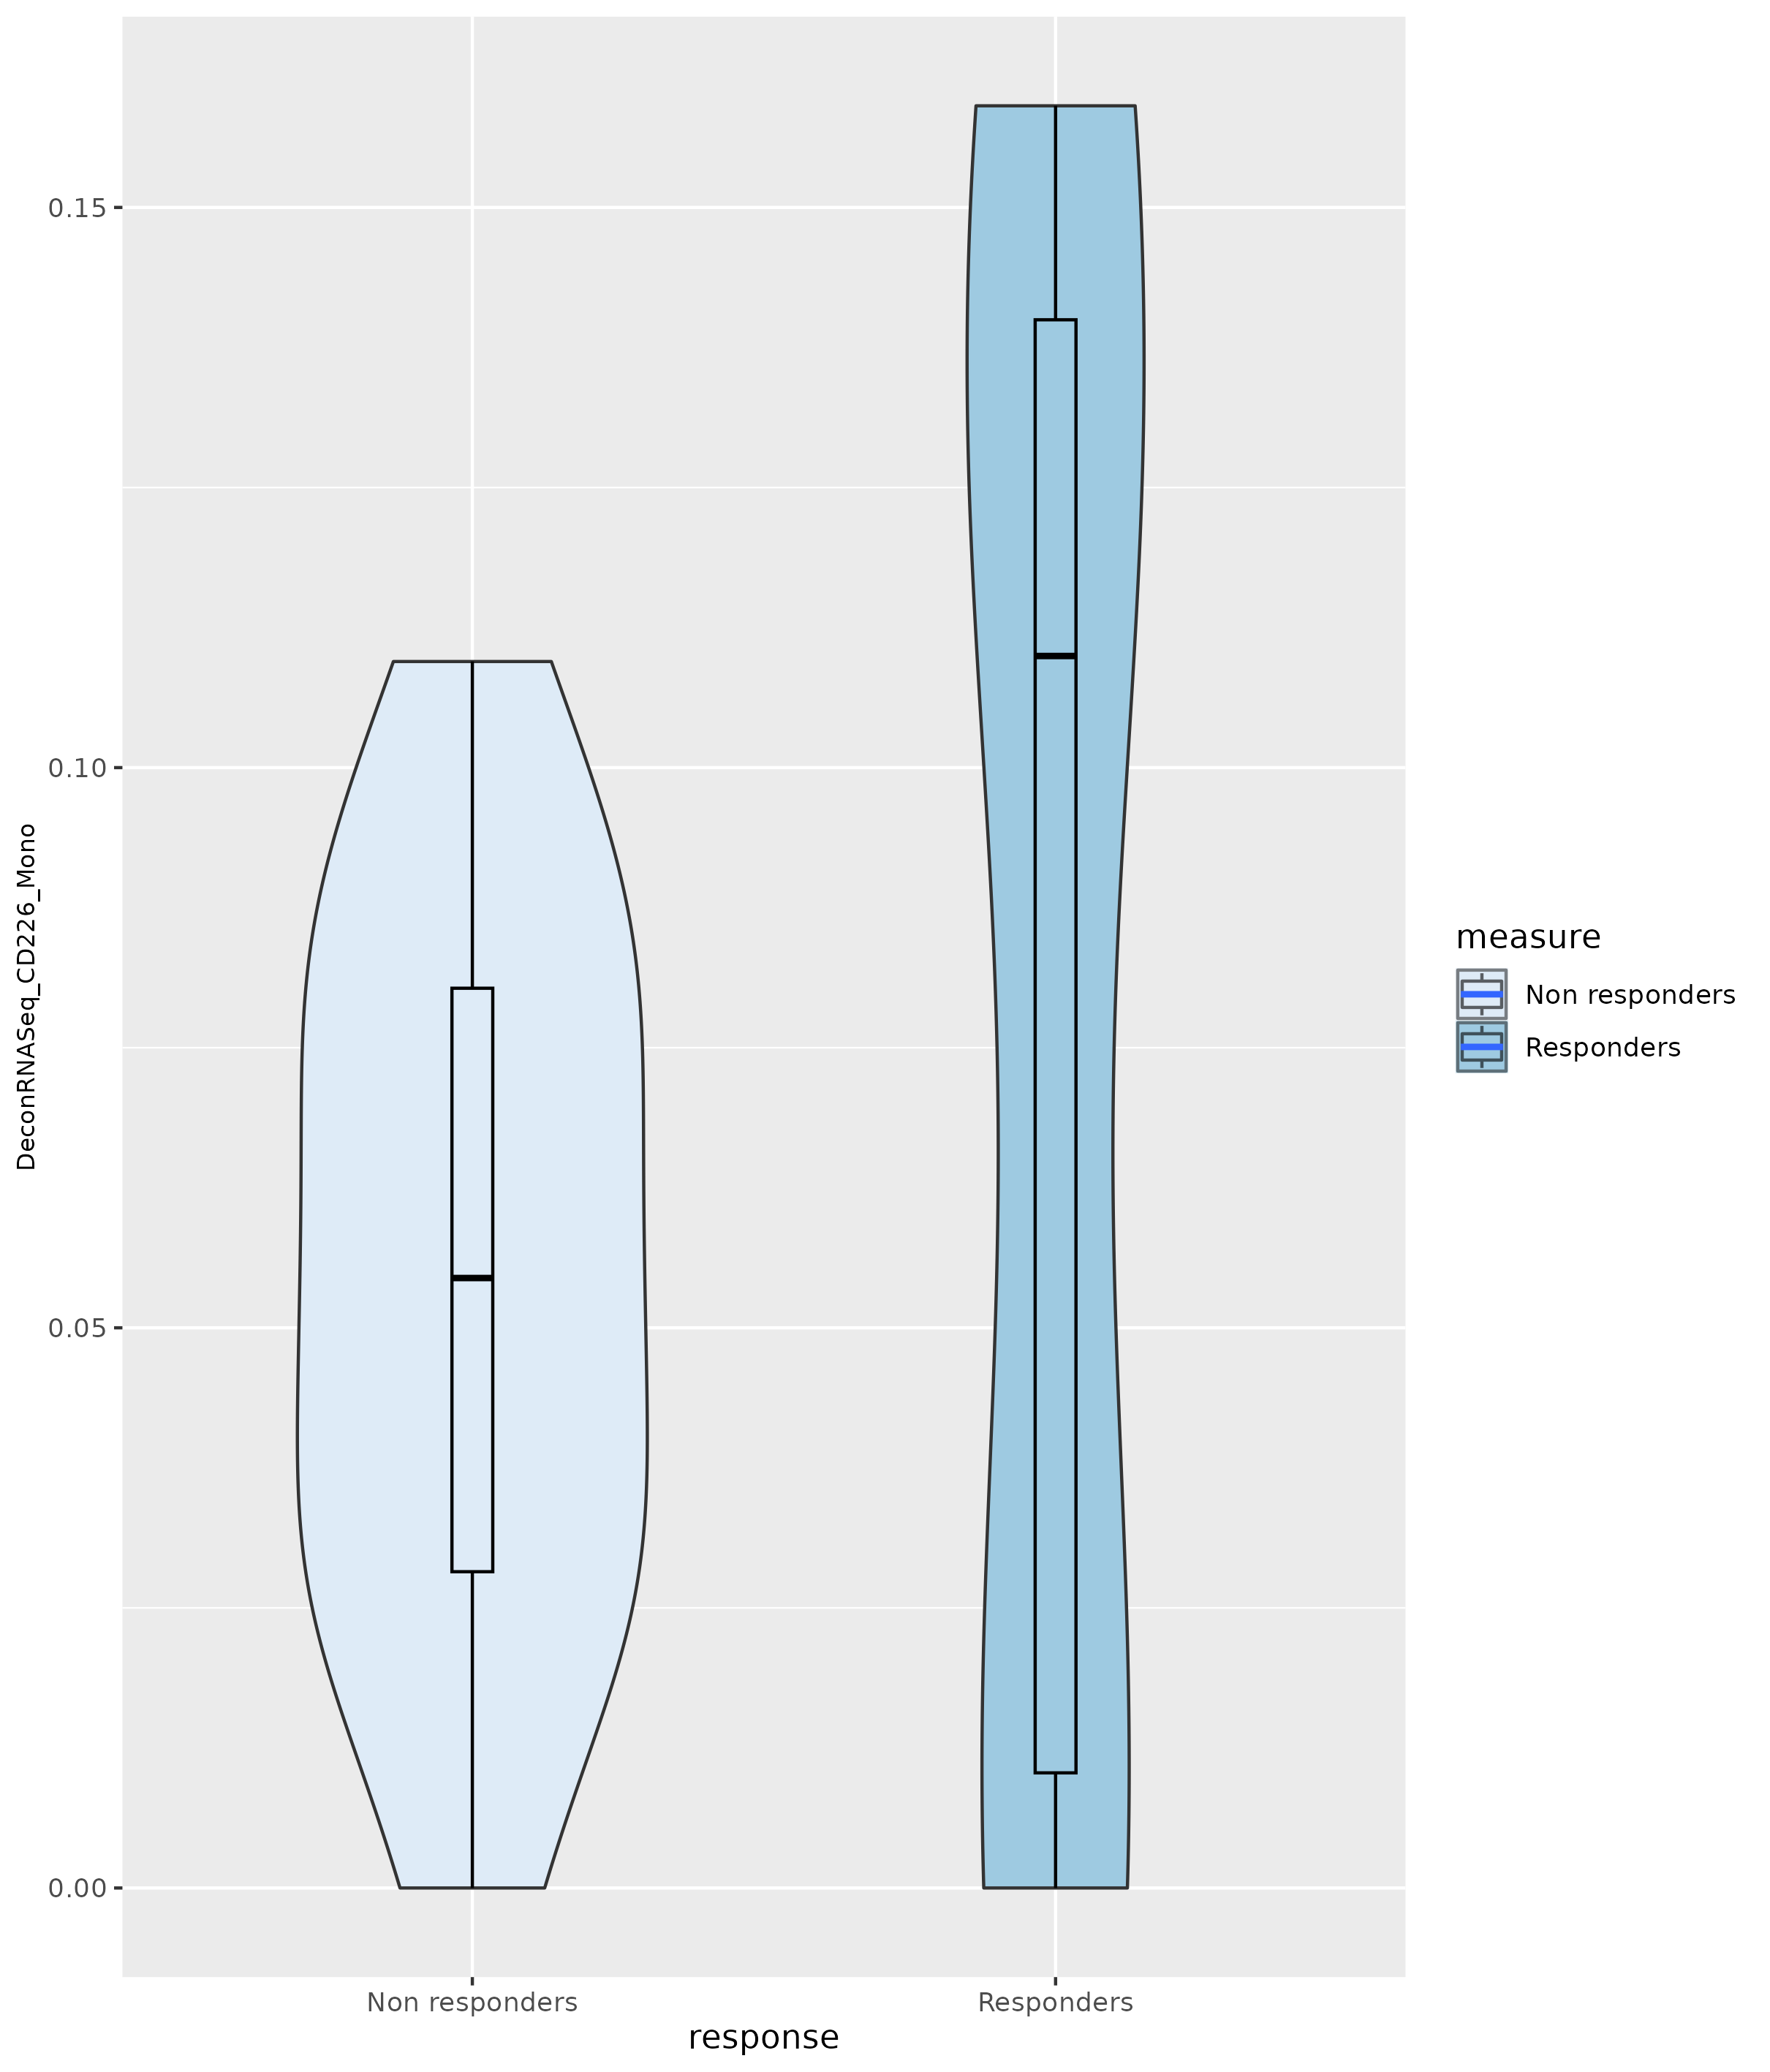 DeconRNASeq_CD226_Mono
0.15
0.10
0.05
0.00
Non responders
Responders
response
measure
Non responders
Responders